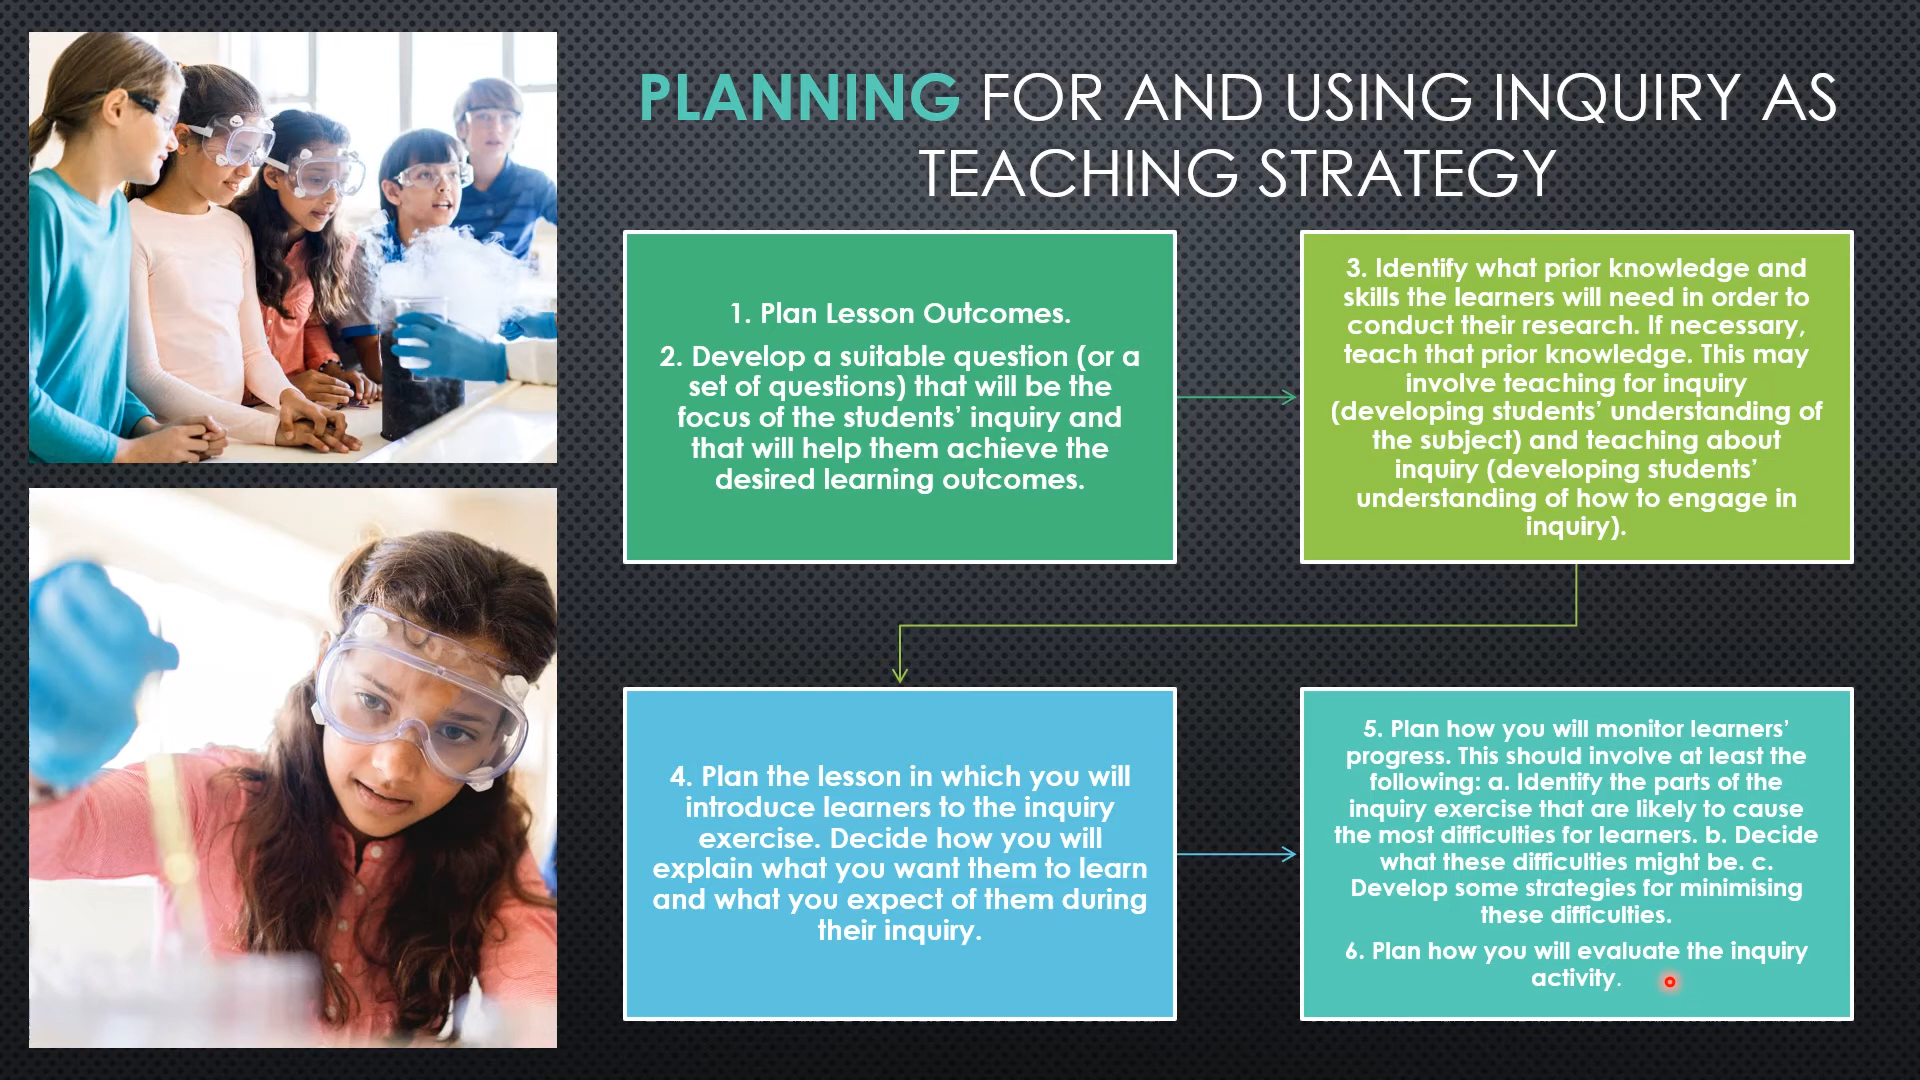 PLANNING FOR AND USING INQUIRY AS
TEACHING STRATEGY
1. Plan Lesson Outcomes.
2. Develop a suitable question (or a
set of questions) that will be the
focus of the students’ inquiry and
that will help them achieve the
desired learning outcomes.
3. Identify what prior knowledge and
skills the learners will need in order to
conduct their research. If necessary,
teach that prior knowledge. This may
involve teaching for inquiry
(developing students’ understanding of
the subject) and teaching about
inquiry (developing students’
understanding of how to engage in
inquiry).
4. Plan the lesson in which you will
introduce learners to the inquiry
exercise. Decide how you will
explain what you want them to learn
and what you expect of them during
their inquiry.
5. Plan how you will monitor learners’
progress. This should involve at least the
following: a. Identify the parts of the
inquiry exercise that are likely to cause
the most difficulties for learners. b. Decide
what these difficulties might be. c.
Develop some strategies for minimising
these difficulties.
6. Plan how you will evaluate the inquiry
activity.